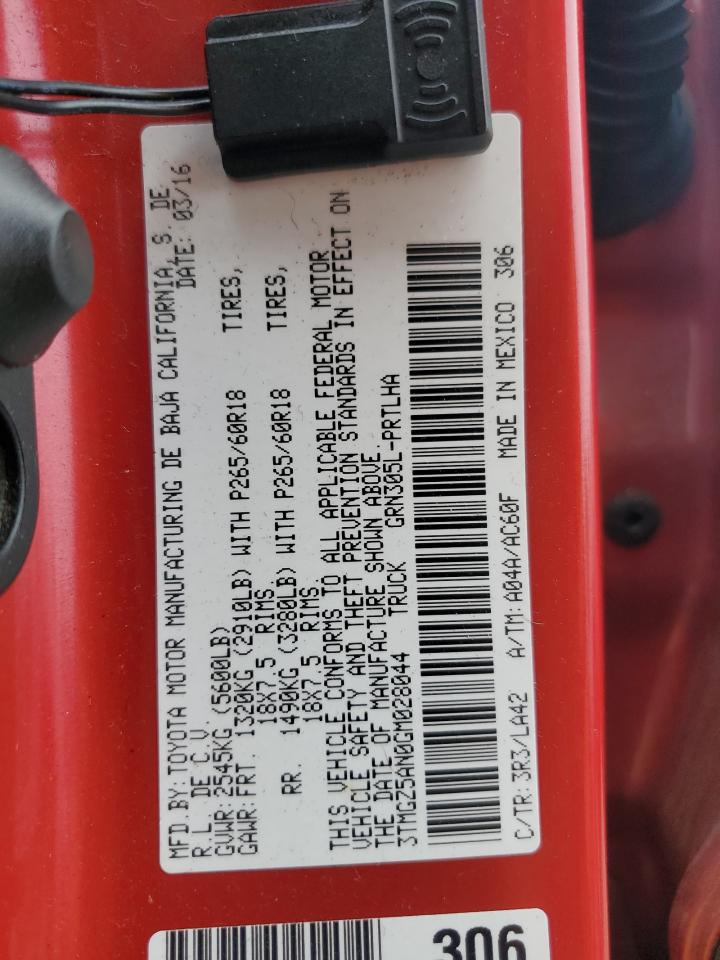 MFD.BY:TOYOTA MOTOR MANUFACTURING DE BAJA CALIFORNIA, S. DE
R.L. DE C.V. DATE: 03/16
GVWR:2545KG (5600LB)
GAWR:FRT. 1320KG (2910LB) WITH P265/60R18 TIRES,
18X7.5 RIMS.
RR. 1490KG (3280LB) WITH P265/60R18 TIRES,
18X7.5 RIMS.
THIS VEHICLE CONFORMS TO ALL APPLICABLE FEDERAL MOTOR
VEHICLE SAFETY AND THEFT PREVENTION STANDARDS IN EFFECT ON
THE DATE OF MANUFACTURE SHOWN ABOVE.
3TMGZ5AN0GM028044 TRUCK GRN305L-PRTLHA
C/TR:3R3/LA42 A/TM:A04A/AC60F MADE IN MEXICO 306
306